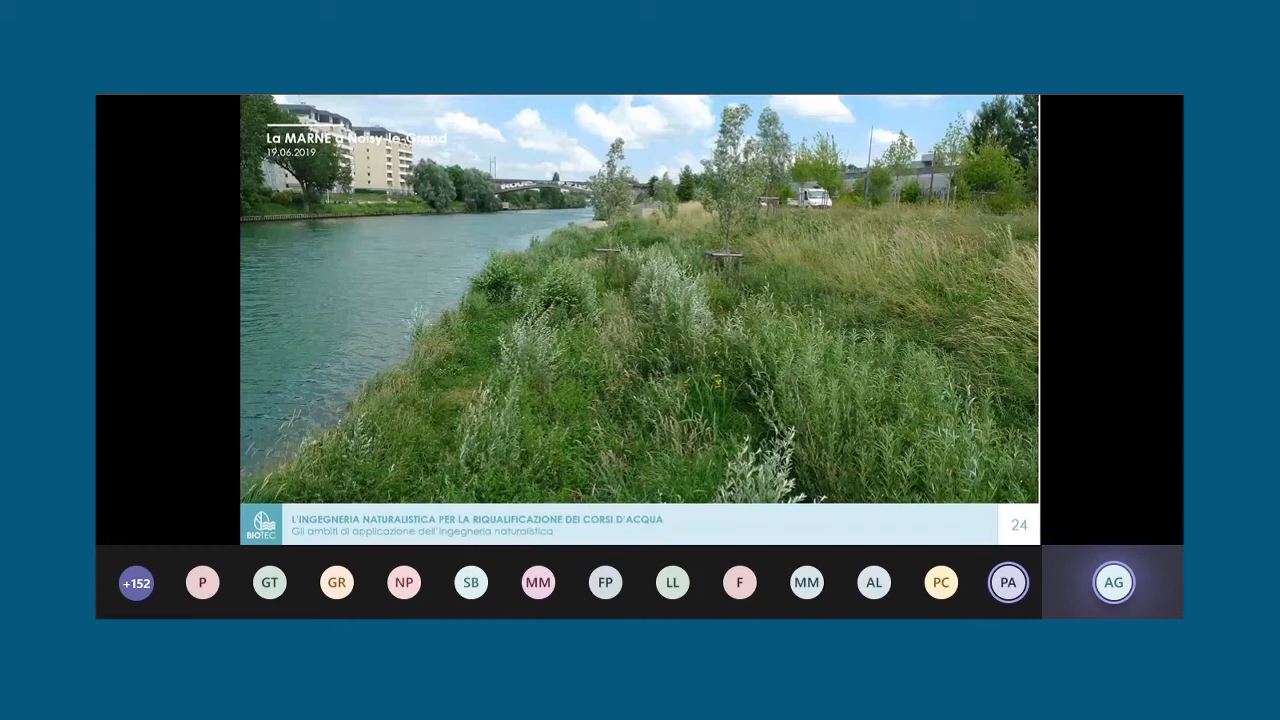 La MARNE a Noisy-le-Grand
19.06.2019
BIOTEC
L'INGEGNERIA NATURALISTICA PER LA RIQUALIFICAZIONE DEI CORSI D'ACQUA
Gli ambiti di applicazione dell'ingegneria naturalistica
24
+152
P
GT
GR
NP
SB
MM
FP
LL
F
MM
AL
PC
PA
AG